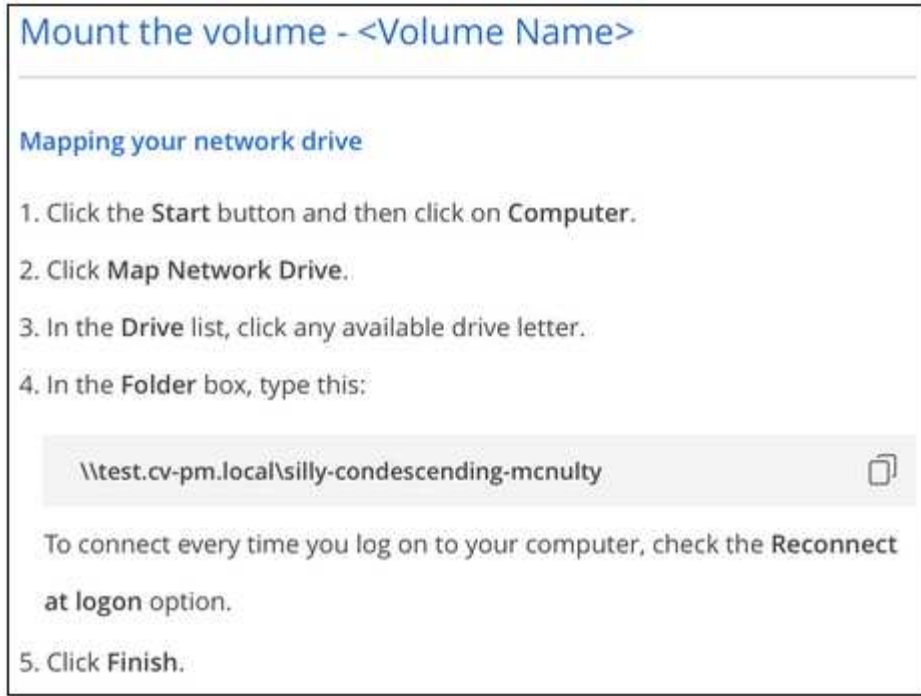 Mount the volume - <Volume Name>
Mapping your network drive
1. Click the Start button and then click on Computer.
2. Click Map Network Drive.
3. In the Drive list, click any available drive letter.
4. In the Folder box, type this:
\\test.cv-pm.local\silly-condescending-mcnulty
To connect every time you log on to your computer, check the Reconnect
at logon option.
5. Click Finish.